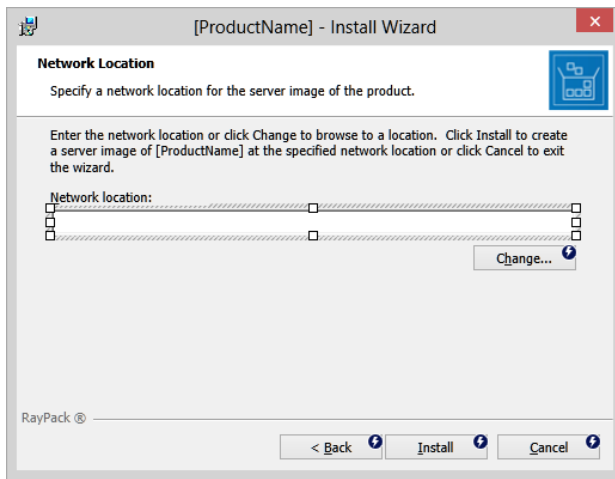 [ProductName] - Install Wizard
Network Location
Specify a network location for the server image of the product.
Enter the network location or click Change to browse to a location. Click Install to create
a server image of [ProductName] at the specified network location or click Cancel to exit
the wizard.
Network location:
Change...
RayPack ®
< Back
Install
Cancel